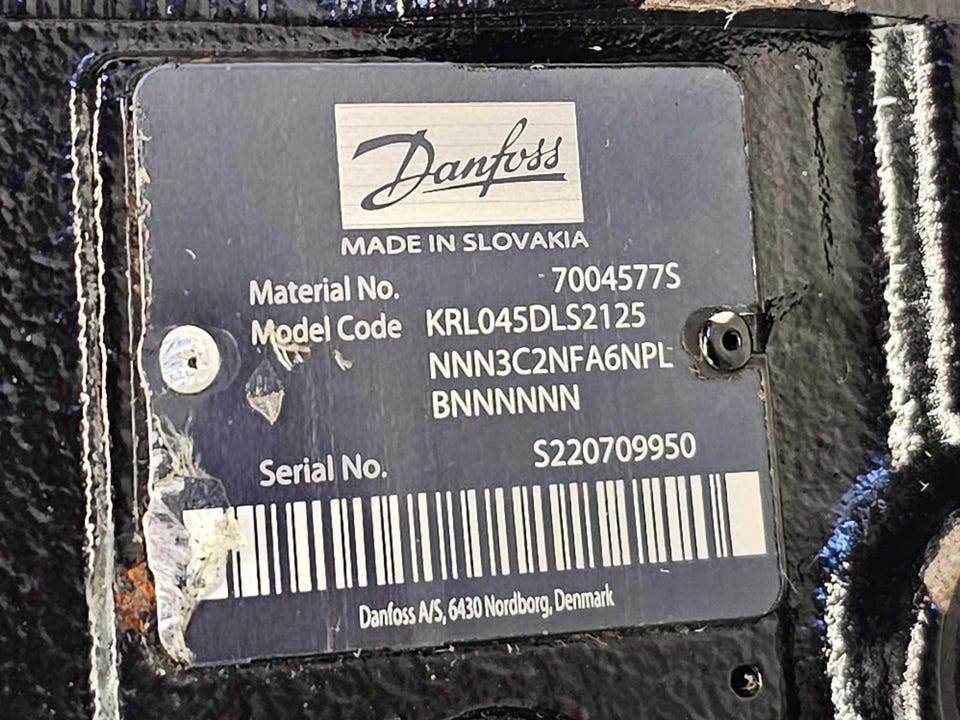 Danfoss
MADE IN SLOVAKIA
Material No. 7004577S
Model Code KRL045DLS2125
NNN3C2NFA6NPL
BNNNNNN
Serial No. S220709950
Danfoss A/S, 6430 Nordborg, Denmark